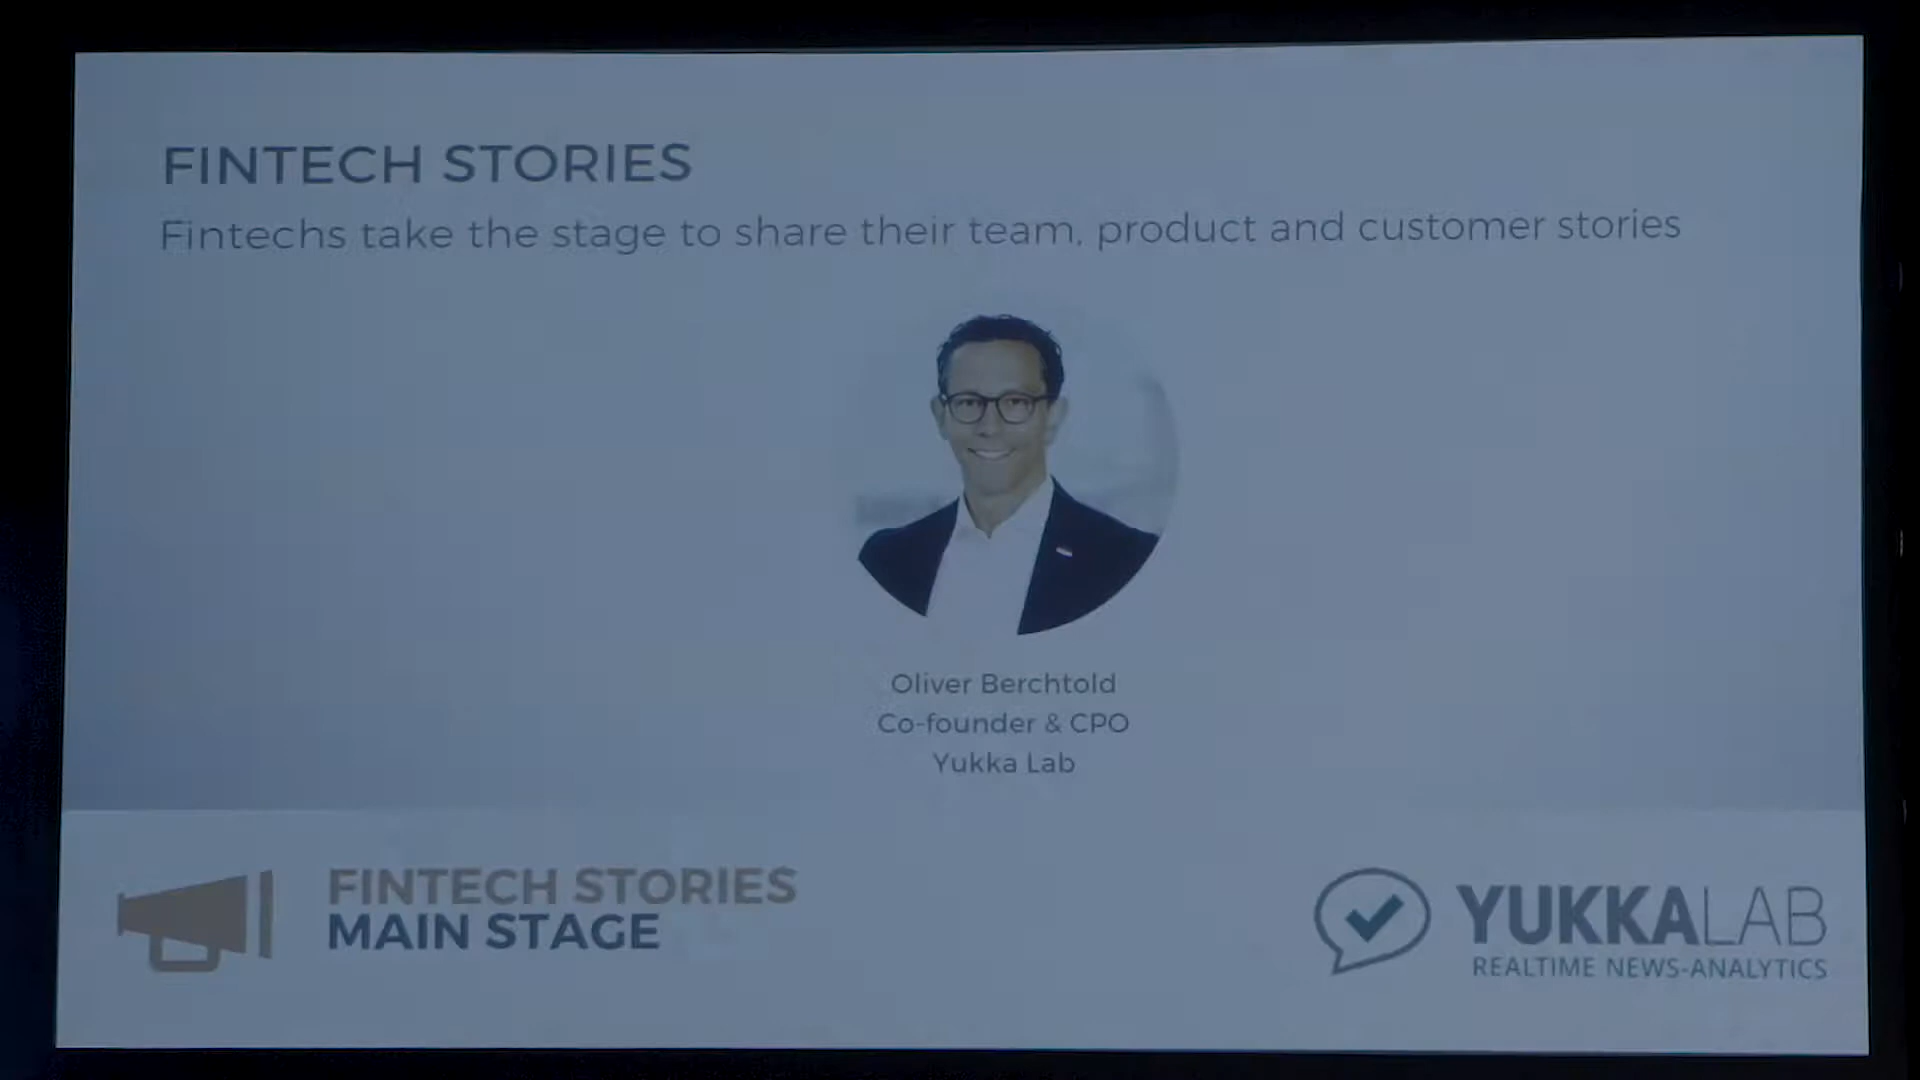 FINTECH STORIES
Fintechs take the stage to share their team, product and customer stories
Oliver Berchtold
Co-founder & CPO
Yukka Lab
FINTECH STORIES
MAIN STAGE
YUKKALAB
REALTIME NEWS-ANALYTICS